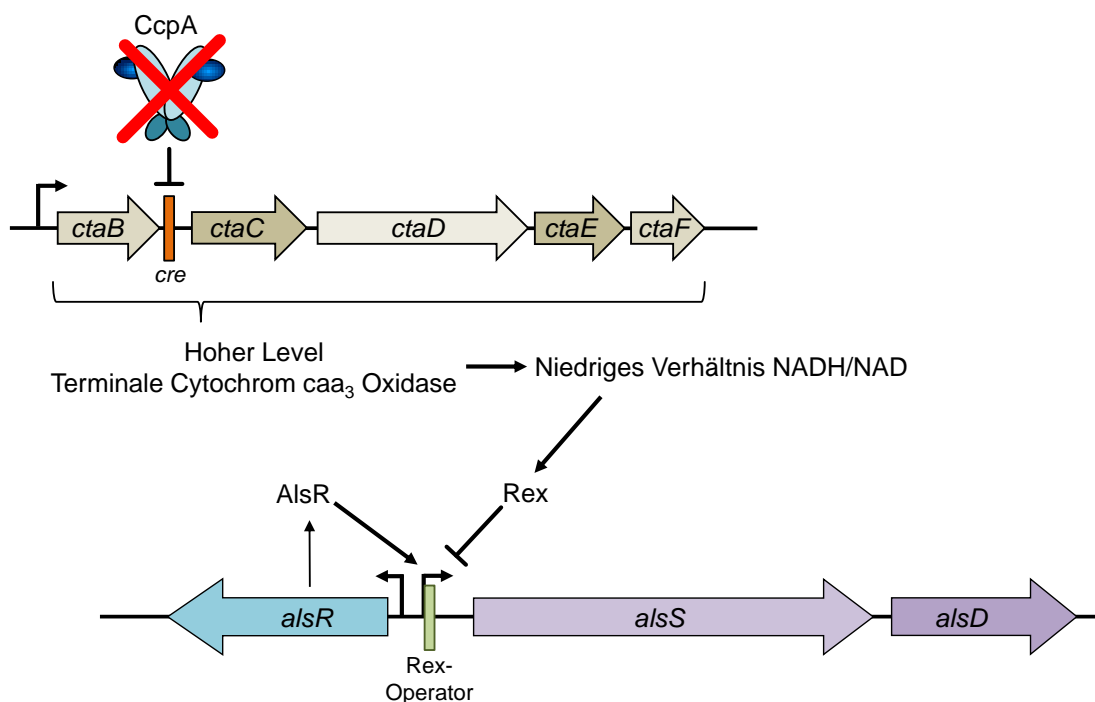 CcpA
ctaB
ctaC
ctaD
ctaE
ctaF
cre
Hoher Level
Terminale Cytochrom caa₃ Oxidase
Niedriges Verhältnis NADH/NAD
AlsR
Rex
alsR
alsS
alsD
Rex-
Operator